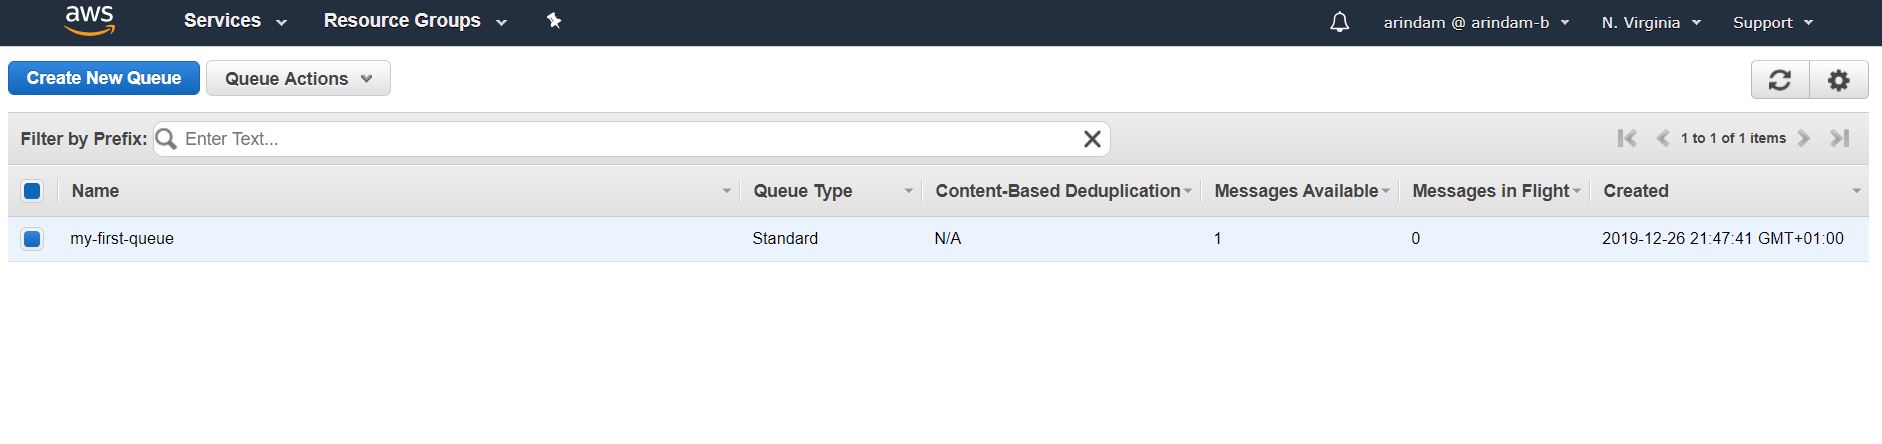 aws Services Resource Groups arindam @ arindam-b N. Virginia Support
Create New Queue Queue Actions
Filter by Prefix: Enter Text... 1 to 1 of 1 items
Name Queue Type Content-Based Deduplication Messages Available Messages in Flight Created
my-first-queue Standard N/A 1 0 2019-12-26 21:47:41 GMT+01:00